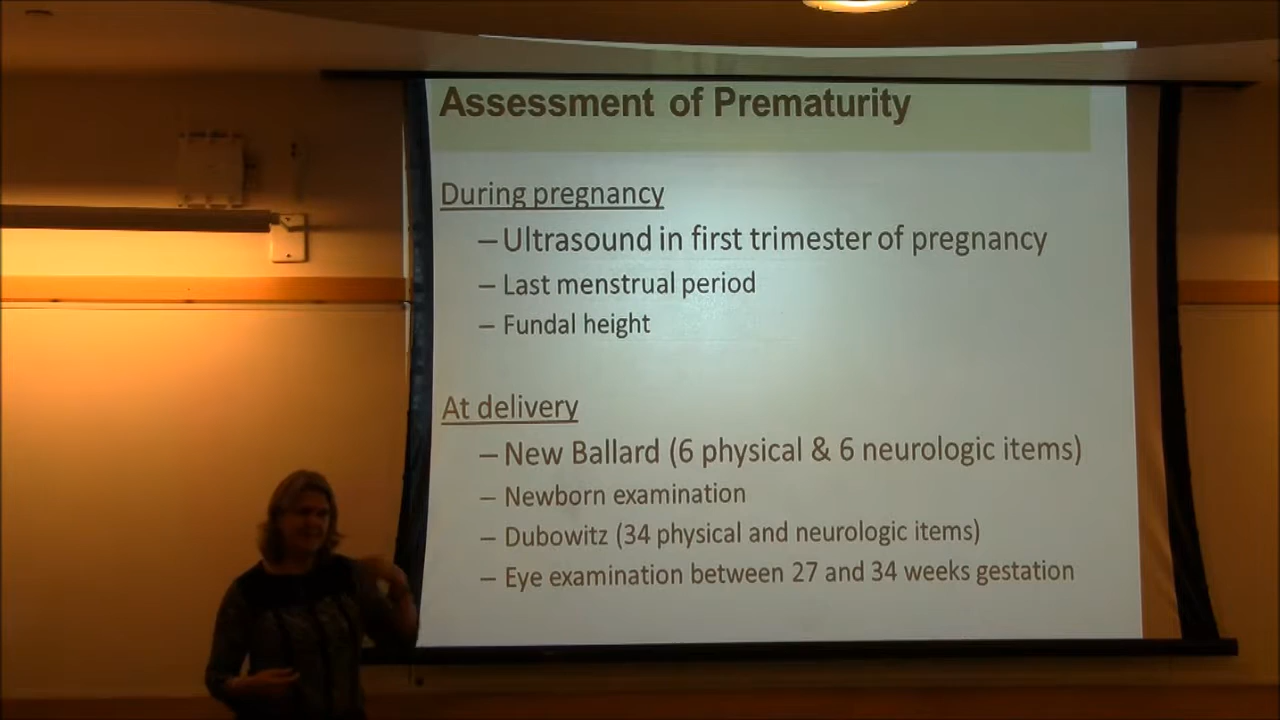 Assessment of Prematurity
During pregnancy
– Ultrasound in first trimester of pregnancy
– Last menstrual period
– Fundal height
At delivery
– New Ballard (6 physical & 6 neurologic items)
– Newborn examination
– Dubowitz (34 physical and neurologic items)
– Eye examination between 27 and 34 weeks gestation